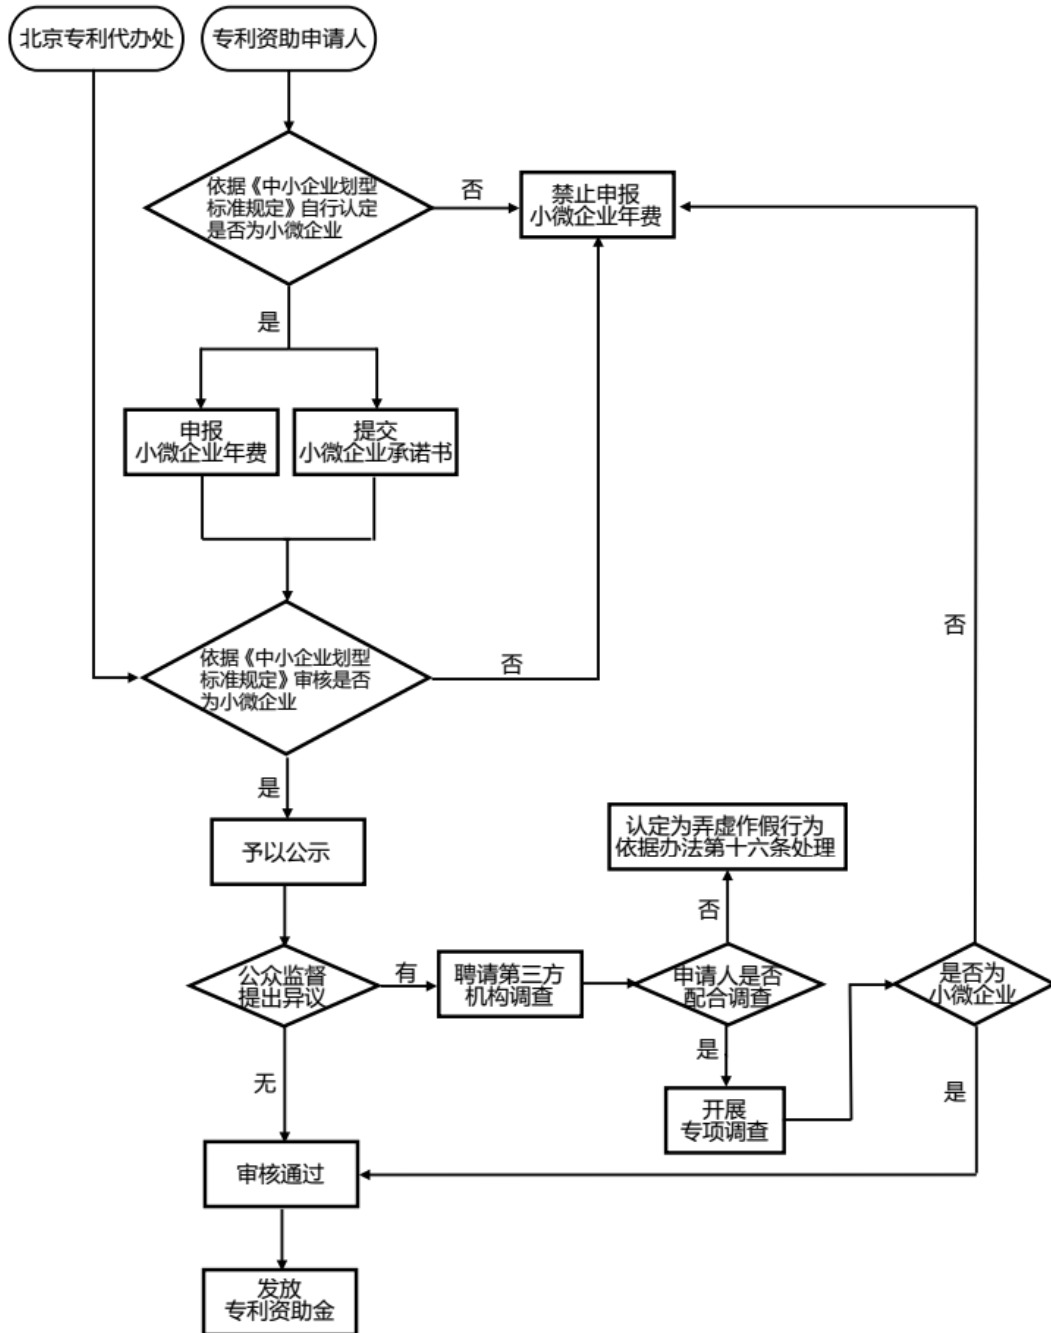 北京专利代办处
专利资助申请人
依据《中小企业划型
标准规定》自行认定
是否为小微企业
否
禁止申报
小微企业年费
是
申报
小微企业年费
提交
小微企业承诺书
依据《中小企业划型
标准规定》审核是否
为小微企业
否
否
是
予以公示
认定为弄虚作假行为
依据办法第十六条处理
否
公众监督
提出异议
有
聘请第三方
机构调查
申请人是否
配合调查
是否为
小微企业
是
无
开展
专项调查
是
审核通过
发放
专利资助金